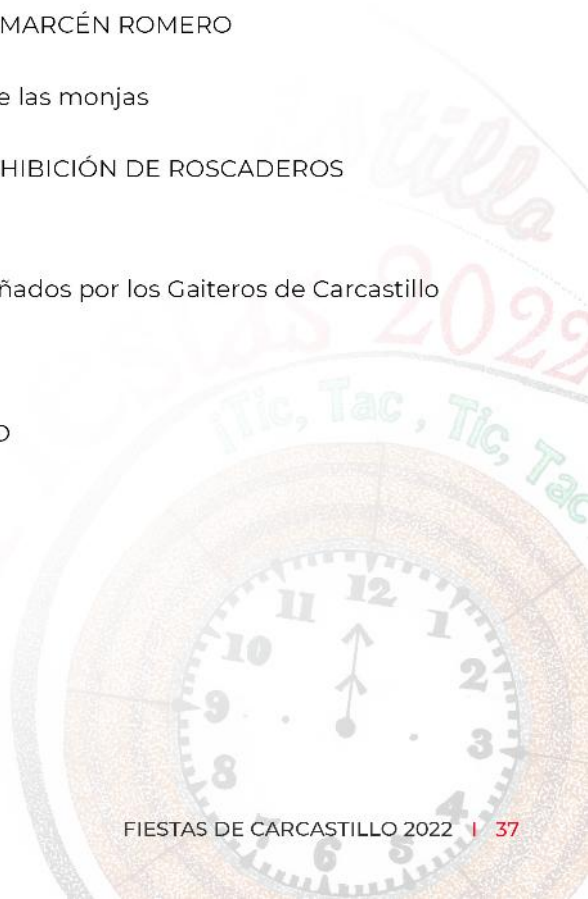 MARCÉN ROMERO
e las monjas
HIBICIÓN DE ROSCADEROS
ñados por los Gaiteros de Carcastillo
O
Fiestas 2022
¡Tic, Tac, Tic, Tac
12
11
1
10
2
9
3
8
4
7
6
5
FIESTAS DE CARCASTILLO 2022 | 37